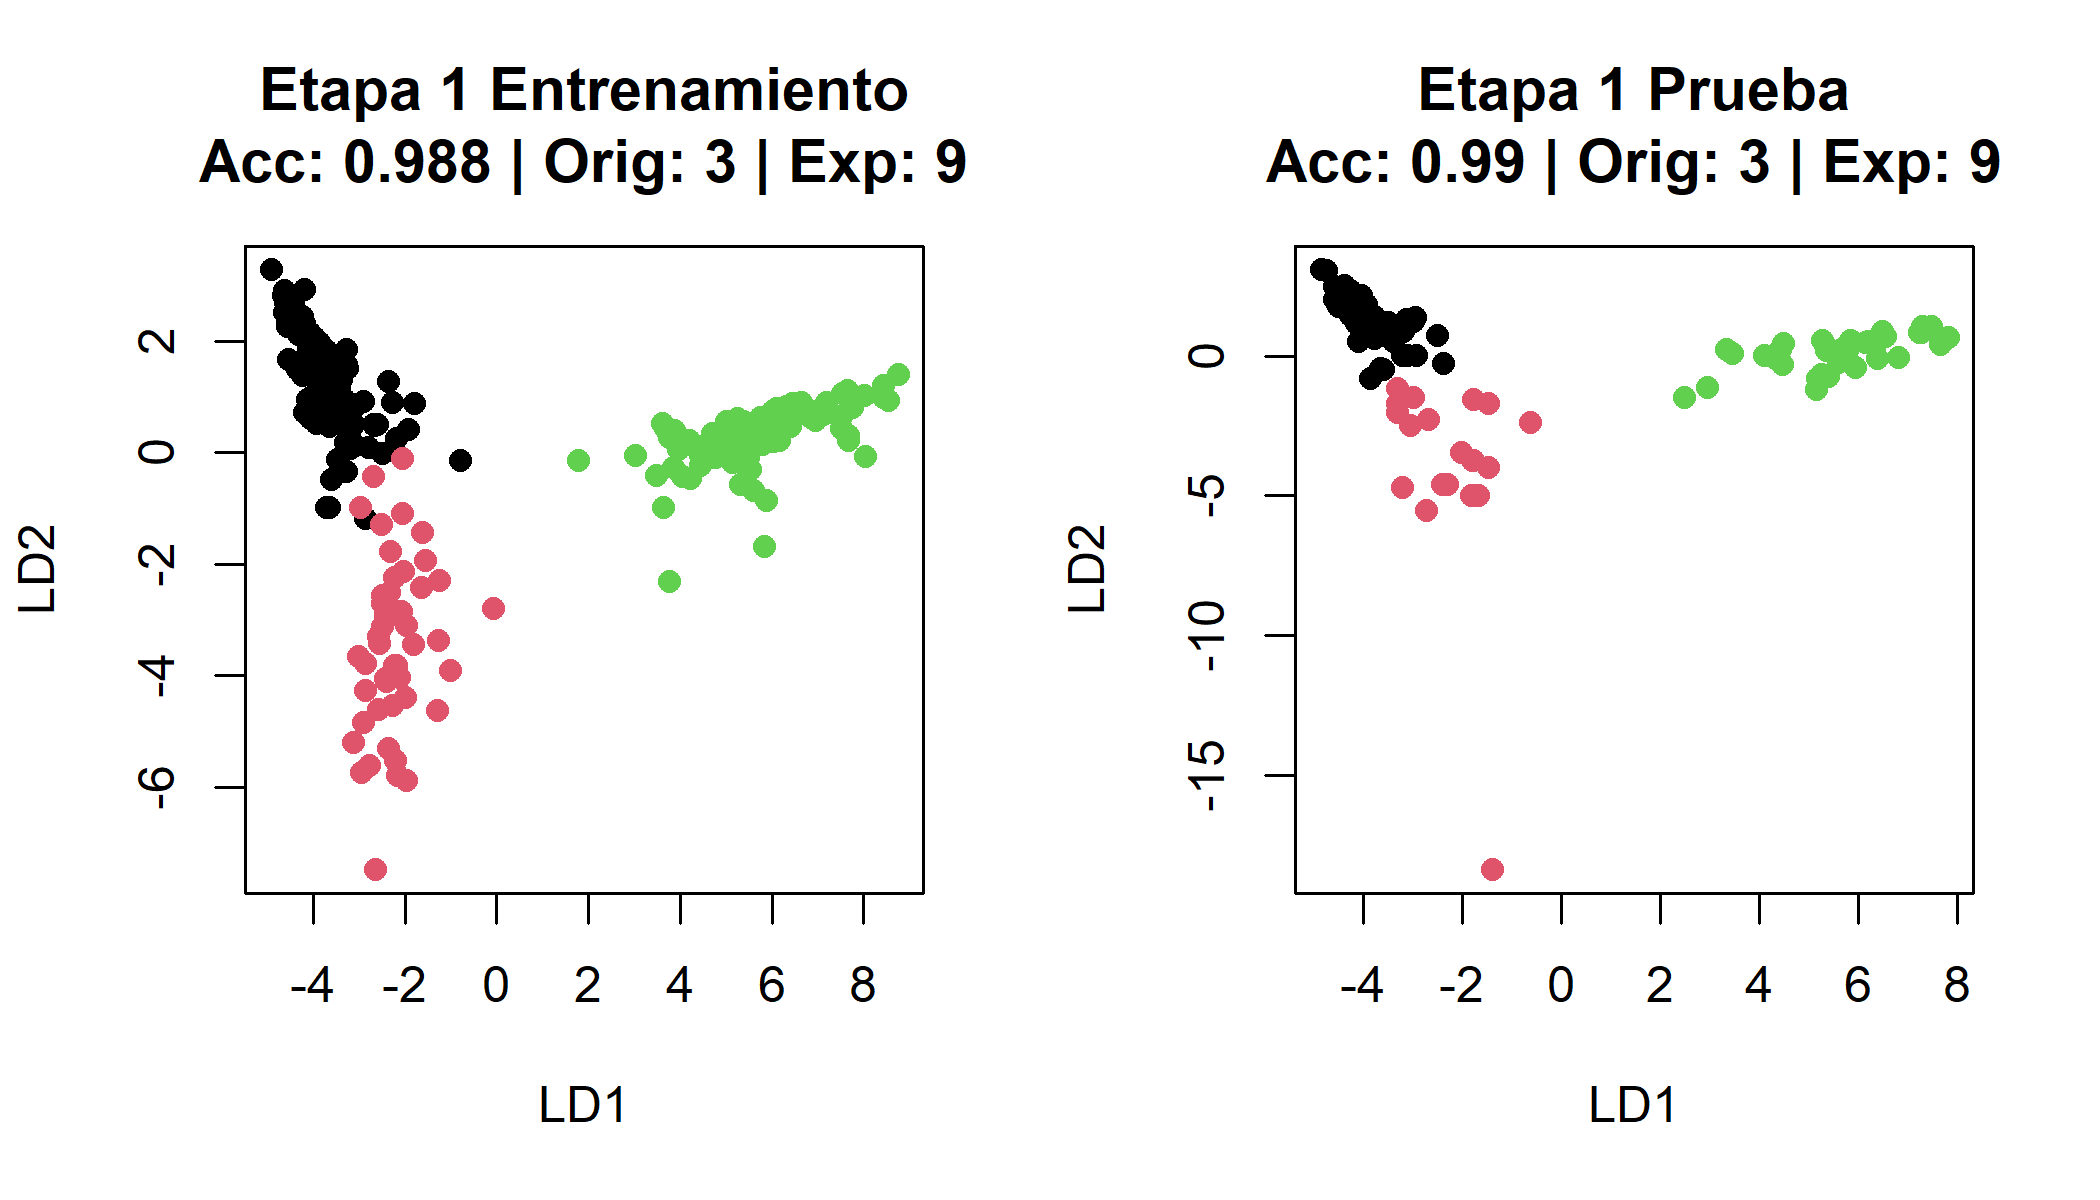 Etapa 1 Entrenamiento
Acc: 0.988 | Orig: 3 | Exp: 9
LD2
2
0
-2
-4
-6
-4 -2 0 2 4 6 8
LD1
Etapa 1 Prueba
Acc: 0.99 | Orig: 3 | Exp: 9
LD2
0
-5
-10
-15
-4 -2 0 2 4 6 8
LD1